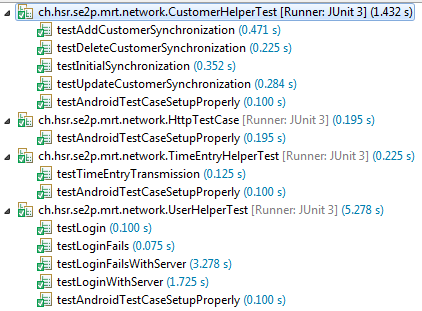 ch.hsr.se2p.mrt.network.CustomerHelperTest [Runner: JUnit 3] (1.432 s)
testAddCustomerSynchronization (0.471 s)
testDeleteCustomerSynchronization (0.225 s)
testInitialSynchronization (0.352 s)
testUpdateCustomerSynchronization (0.284 s)
testAndroidTestCaseSetupProperly (0.100 s)
ch.hsr.se2p.mrt.network.HttpTestCase [Runner: JUnit 3] (0.195 s)
testAndroidTestCaseSetupProperly (0.195 s)
ch.hsr.se2p.mrt.network.TimeEntryHelperTest [Runner: JUnit 3] (0.225 s)
testTimeEntryTransmission (0.125 s)
testAndroidTestCaseSetupProperly (0.100 s)
ch.hsr.se2p.mrt.network.UserHelperTest [Runner: JUnit 3] (5.278 s)
testLogin (0.100 s)
testLoginFails (0.075 s)
testLoginFailsWithServer (3.278 s)
testLoginWithServer (1.725 s)
testAndroidTestCaseSetupProperly (0.100 s)